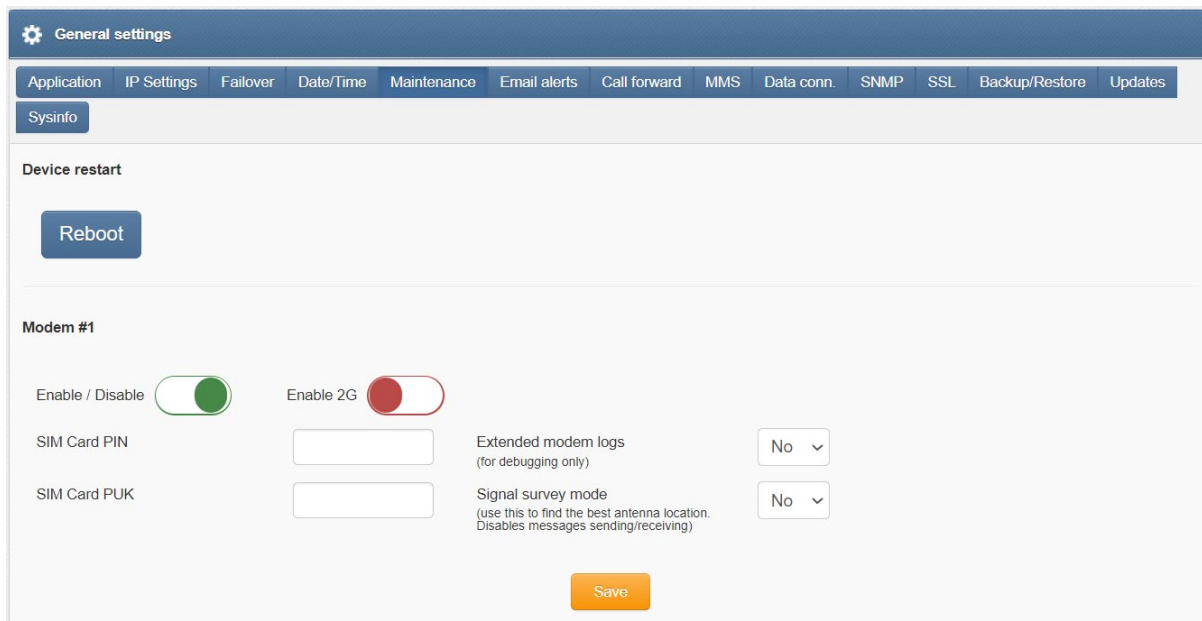 General settings
Application IP Settings Failover Date/Time Maintenance Email alerts Call forward MMS Data conn. SNMP SSL Backup/Restore Updates
Sysinfo
Device restart
Reboot
Modem #1
Enable / Disable Enable 2G
SIM Card PIN Extended modem logs No
(for debugging only)
SIM Card PUK Signal survey mode No
(use this to find the best antenna location.
Disables messages sending/receiving)
Save